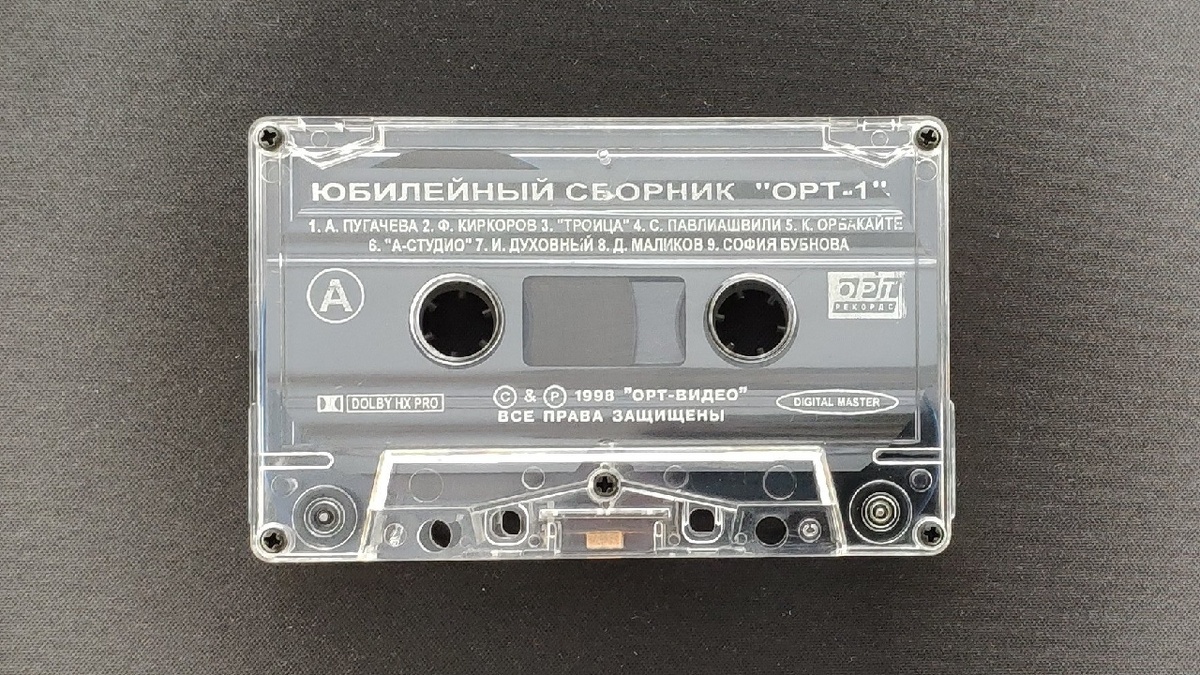 ЮБИЛЕЙНЫЙ СБОРНИК "ОРТ-1"
1. А. ПУГАЧЕВА 2. Ф. КИРКОРОВ 3. "ТРОИЦА" 4. С. ПАВЛИАШВИЛИ 5. К. ОРБАКАЙТЕ
6. "А-СТУДИО" 7. И. ДУХОВНЫЙ 8. Д. МАЛИКОВ 9. СОФИЯ БУБНОВА
A
ОРТ
РЕКОРДС
DOLBY HX PRO
© & ℗ 1998 "ОРТ-ВИДЕО"
ВСЕ ПРАВА ЗАЩИЩЕНЫ
DIGITAL MASTER